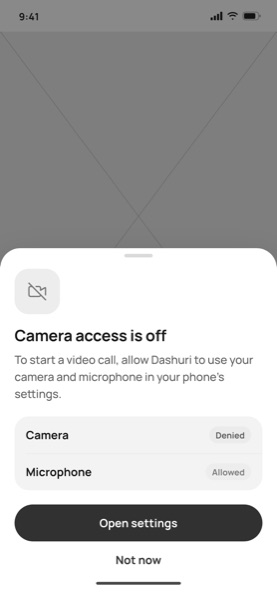 9:41
Camera access is off
To start a video call, allow Dashuri to use your
camera and microphone in your phone's
settings.
Camera
Denied
Microphone
Allowed
Open settings
Not now